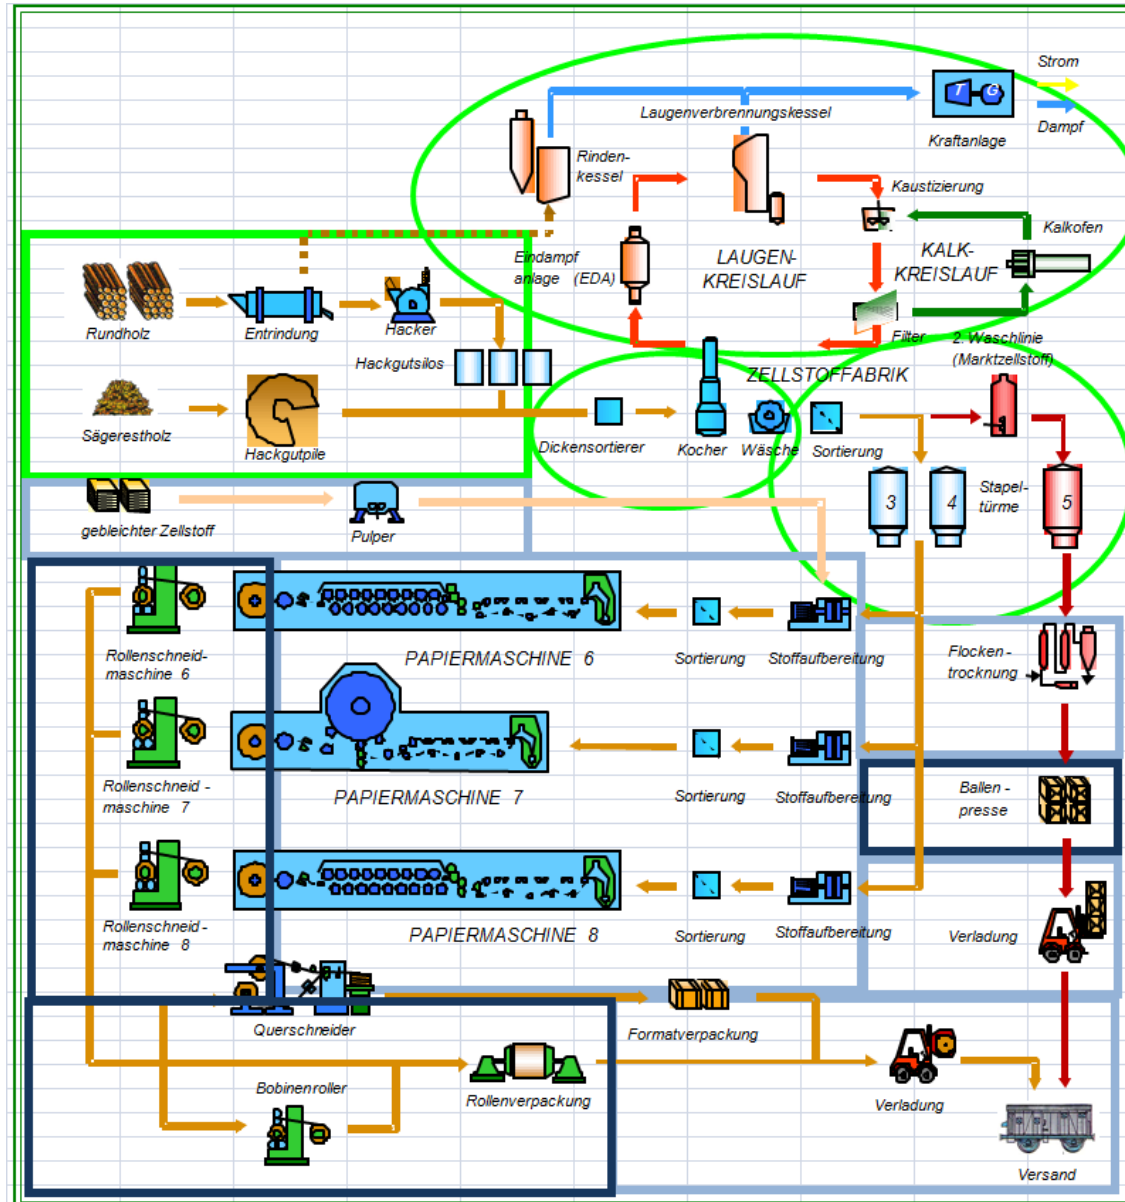 Strom
T G
Laugenverbrennungskessel
Kraftanlage
Dampf
Rinden-
kessel
Kaustizierung
Kalkofen
Eindampf
anlage (EDA)
LAUGEN-
KREISLAUF
KALK-
KREISLAUF
Rundholz
Entrindung
Hacker
Filter
2. Waschlinie
(Marktzellstoff)
Hackgutsilos
ZELLSTOFFABRIK
Sägerestholz
Hackgutpile
Dickensortierer
Kocher
Wäsche
Sortierung
3
4
Stapel-
türme
5
gebleichter Zellstoff
Pulper
Rollenschneid-
maschine 6
PAPIERMASCHINE 6
Sortierung
Stoffaufbereitung
Flocken-
trocknung
Rollenschneid -
maschine 7
PAPIERMASCHINE 7
Sortierung
Stoffaufbereitung
Ballen -
presse
Rollenschneid -
maschine 8
PAPIERMASCHINE 8
Sortierung
Stoffaufbereitung
Verladung
Querschneider
Formatverpackung
Bobinenroller
Rollenverpackung
Verladung
Versand